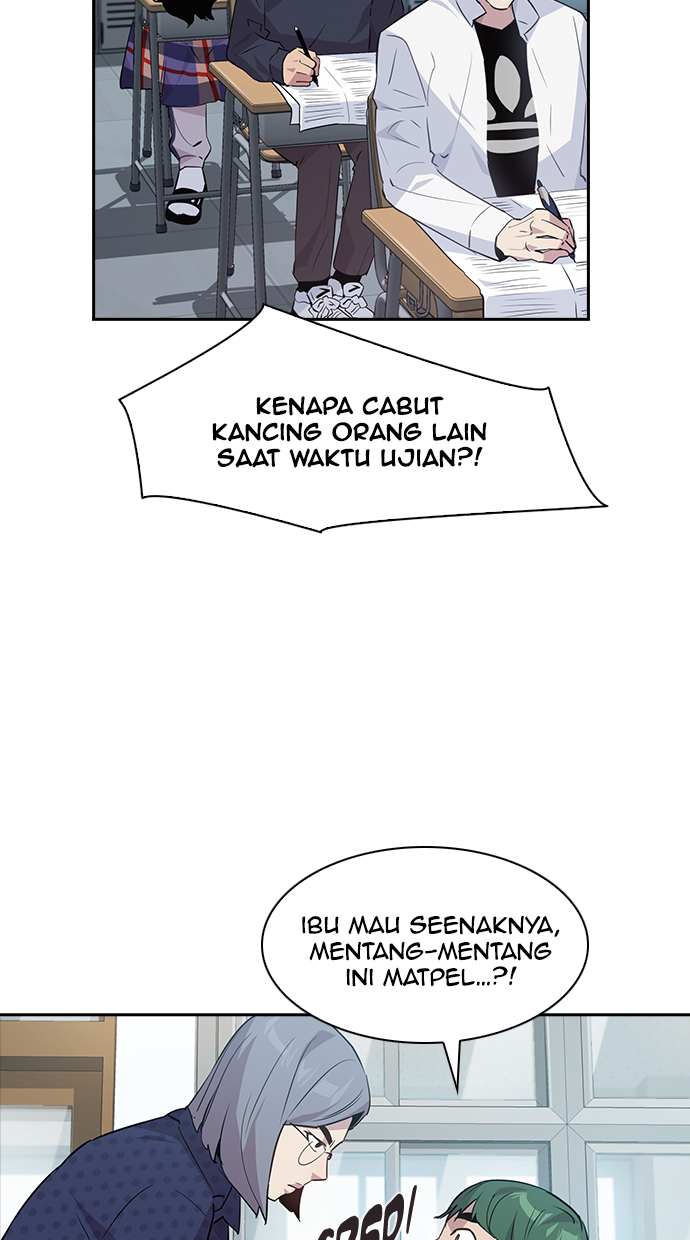 KENAPA CABUT
KANCING ORANG LAIN
SAAT WAKTU UJIAN?!
IBU MAU SEENAKNYA,
MENTANG-MENTANG
INI MATPEL...?!